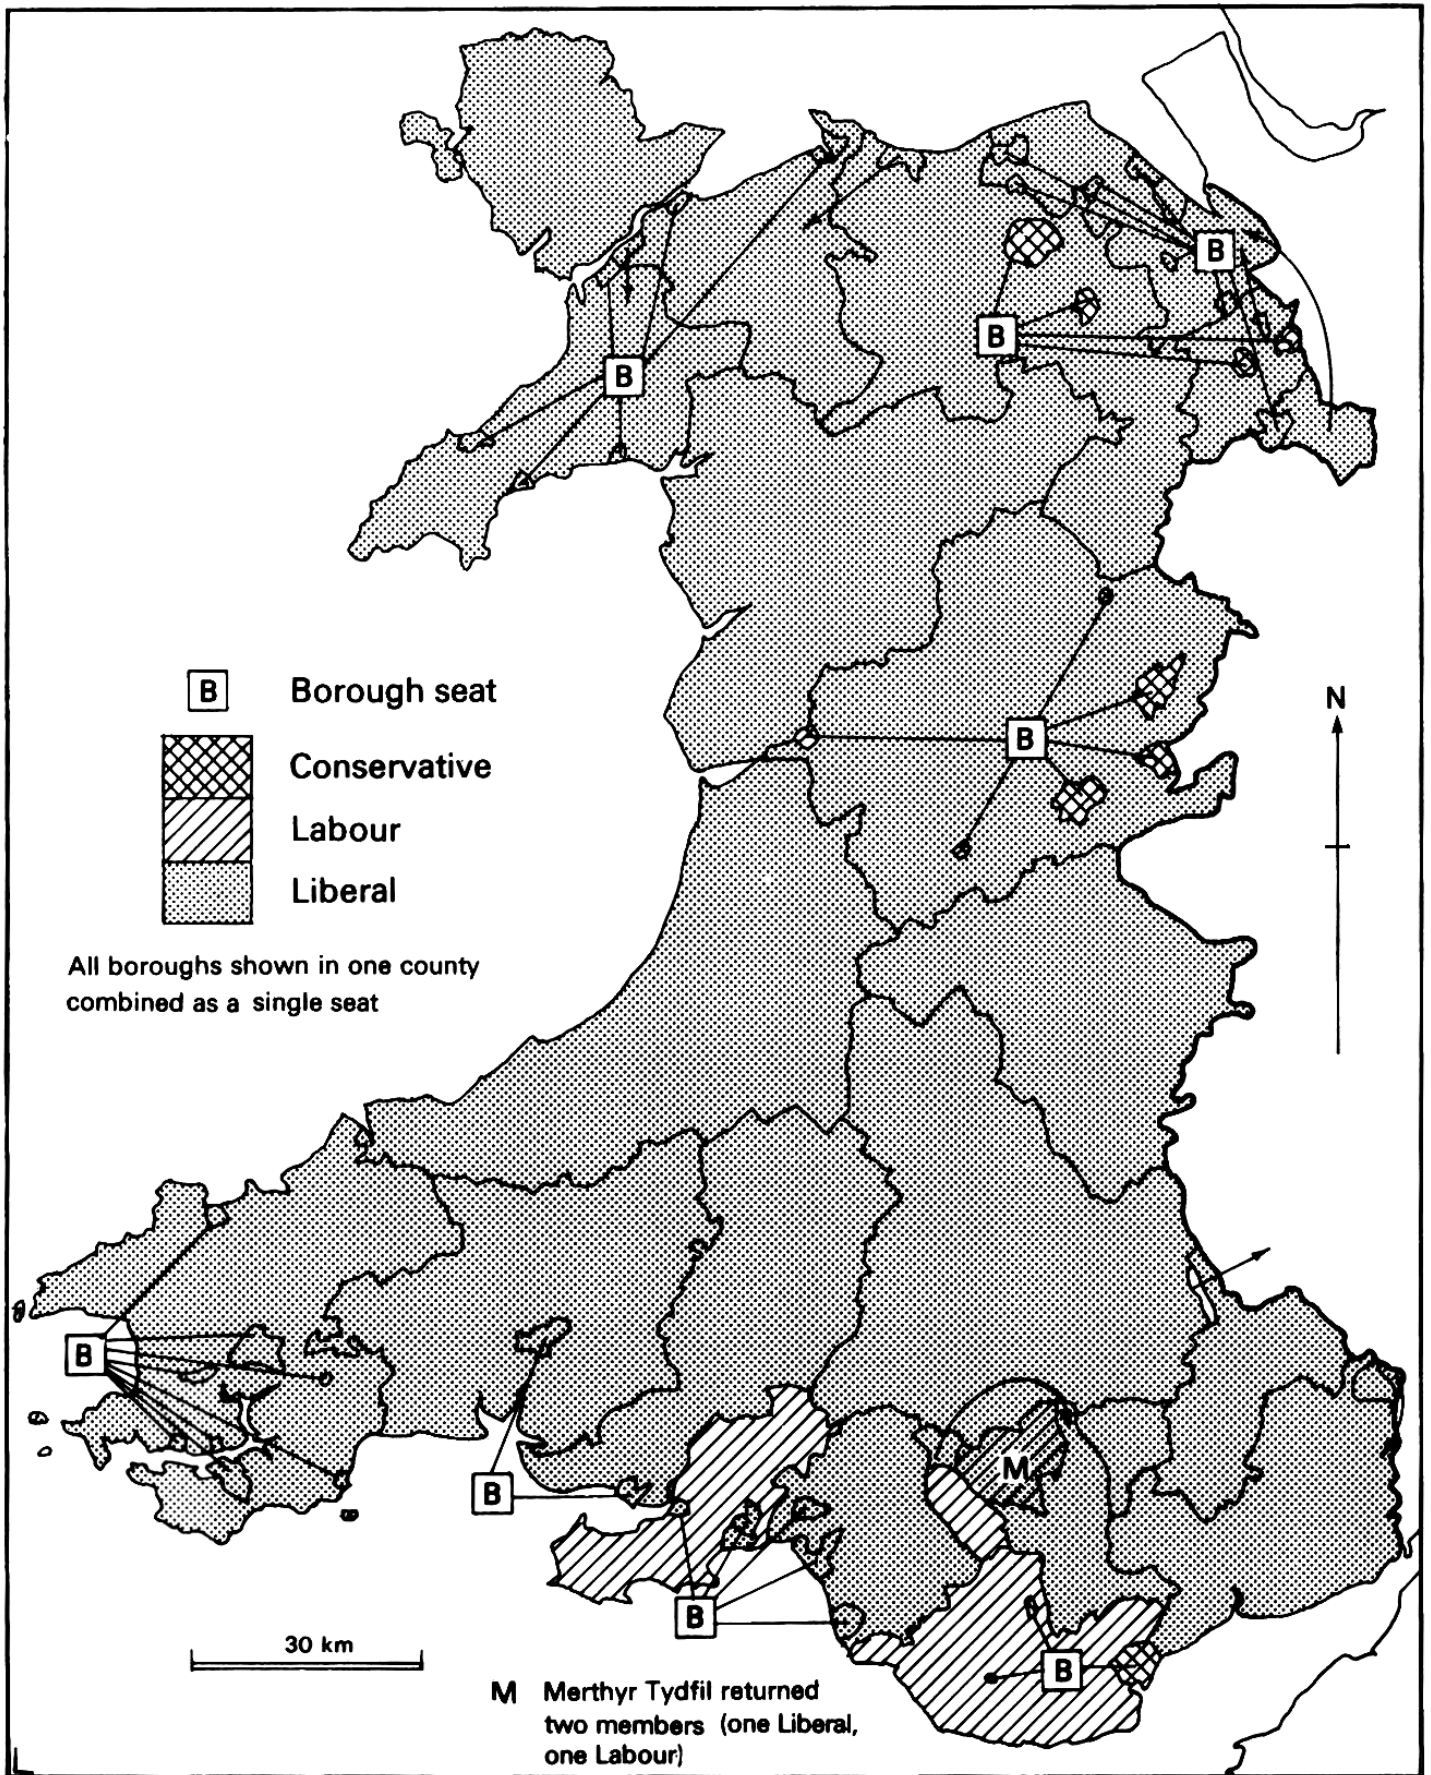 B
B
B
N
B
B Borough seat
Conservative
Labour
Liberal
All boroughs shown in one county
combined as a single seat
B
M
B
B
B
30 km
M Merthyr Tydfil returned
two members (one Liberal,
one Labour)